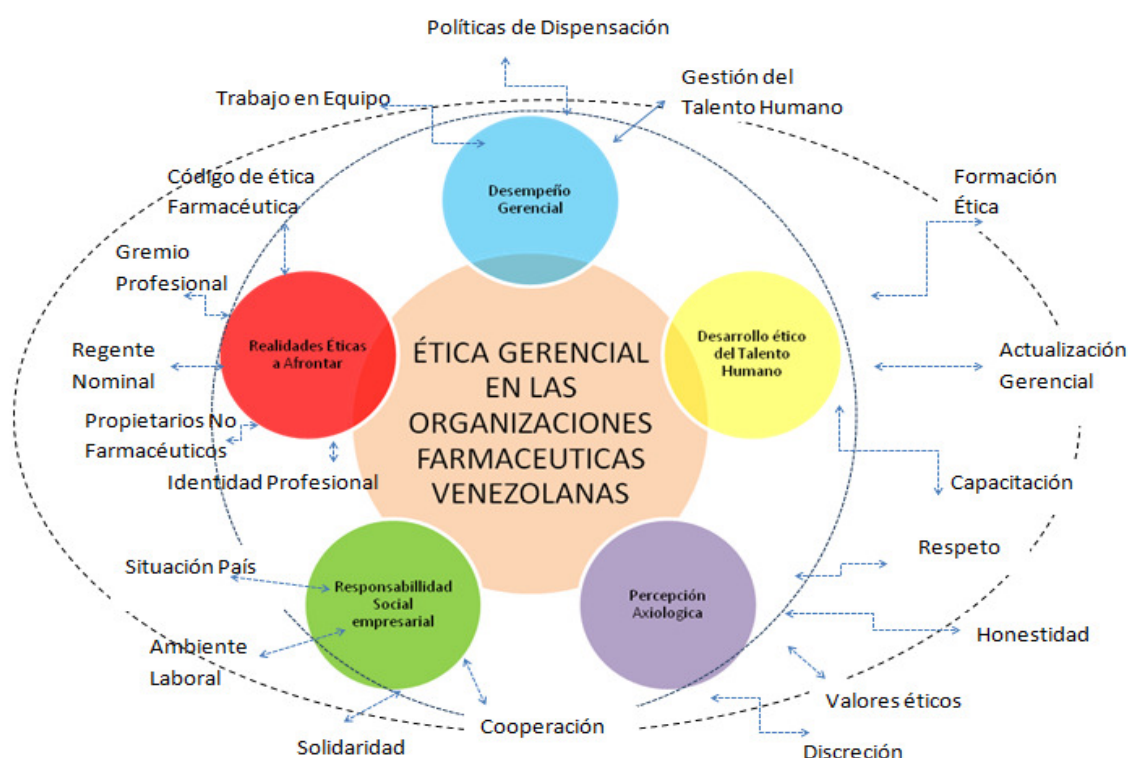 Políticas de Dispensación
Gestión del
Talento Humano
Trabajo en Equipo
Desempeño
Gerencial
Código de ética
Farmacéutica
Formación
Ética
Gremio
Profesional
Realidades Éticas
a Afrontar
Desarrollo ético
del Talento
Humano
Regente
Nominal
Actualización
Gerencial
ÉTICA GERENCIAL
EN LAS
ORGANIZACIONES
FARMACEUTICAS
VENEZOLANAS
Propietarios No
Farmacéuticos
Identidad Profesional
Capacitación
Respeto
Situación País
Responsabillidad
Social
empresarial
Percepción
Axiologica
Honestidad
Ambiente
Laboral
Valores éticos
Cooperación
Solidaridad
Discreción